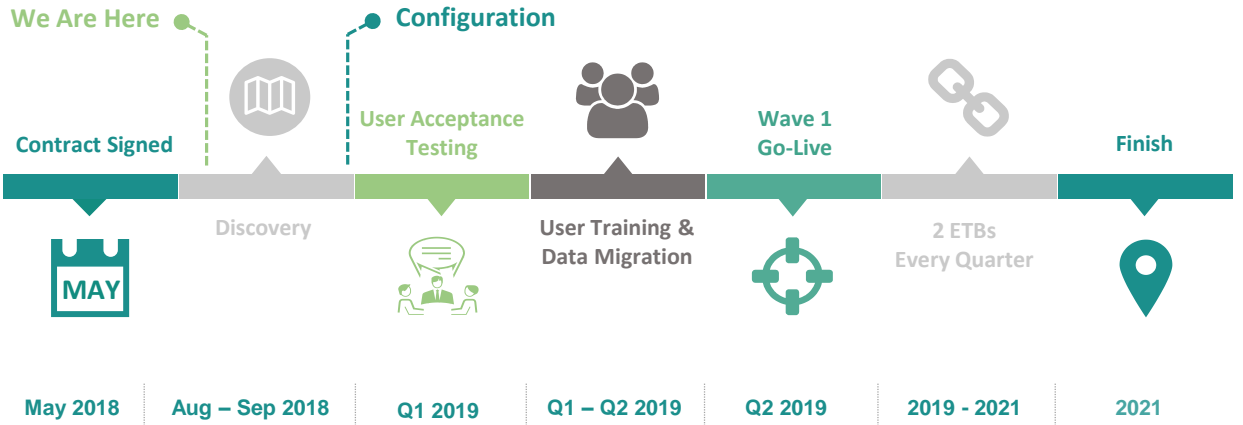 We Are Here
Configuration
Contract Signed
User Acceptance
Testing
Wave 1
Go-Live
Finish
Discovery
User Training &
Data Migration
2 ETBs
Every Quarter
MAY
May 2018
Aug – Sep 2018
Q1 2019
Q1 – Q2 2019
Q2 2019
2019 - 2021
2021